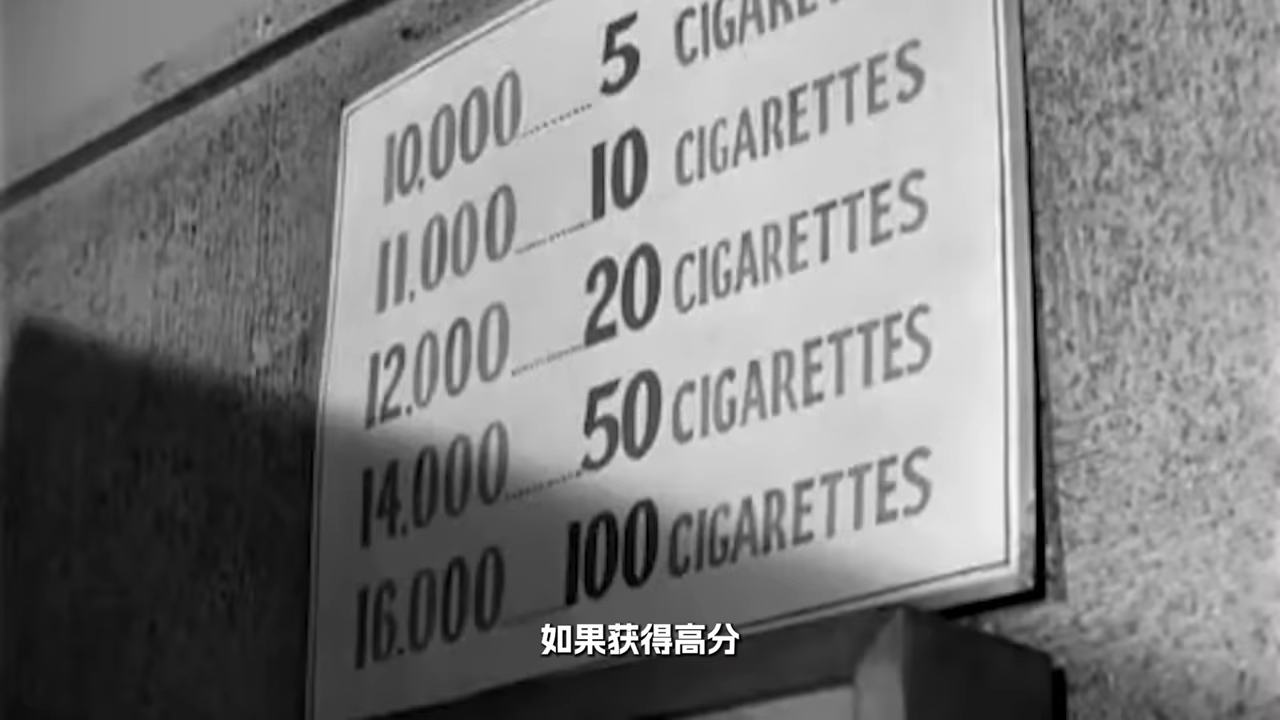 10.000 5 CIGARET
11.000 10 CIGARETTES
12.000 20 CIGARETTES
14.000 50 CIGARETTES
16.000 100 CIGARETTES
如果获得高分